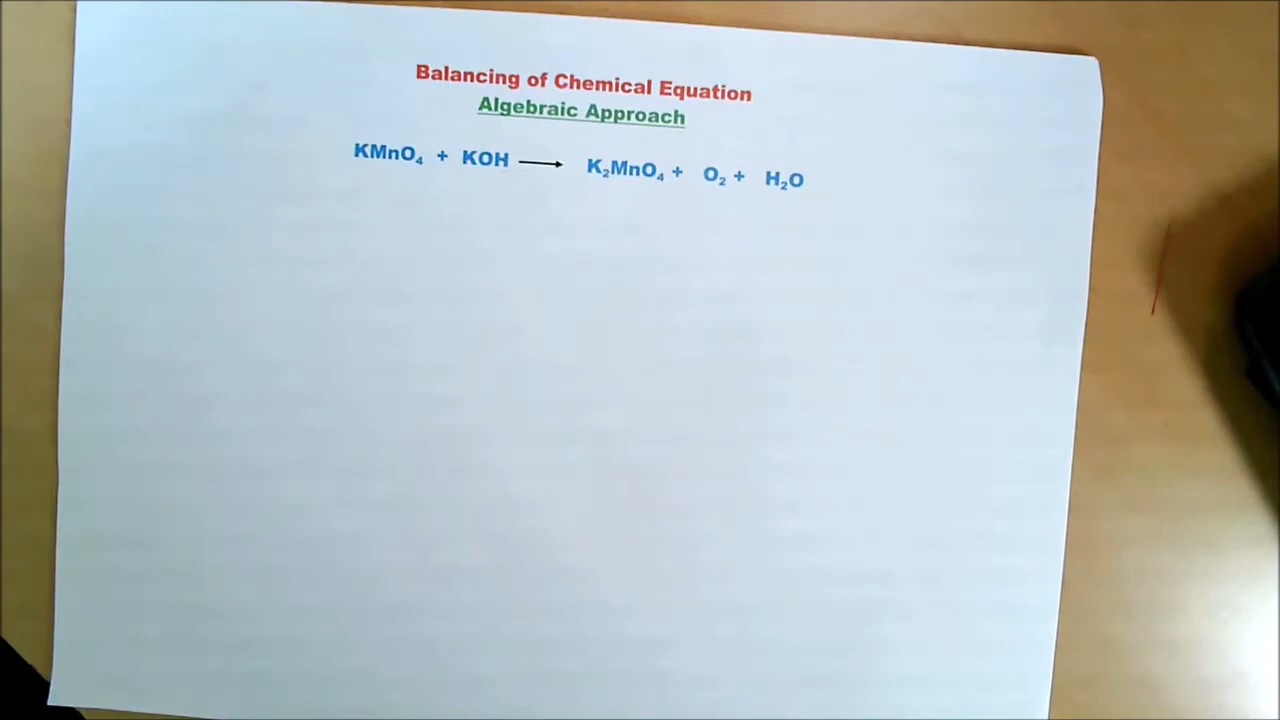 Balancing of Chemical Equation
Algebraic Approach
KMnO₄ + KOH ⟶ K₂MnO₄ + O₂ + H₂O